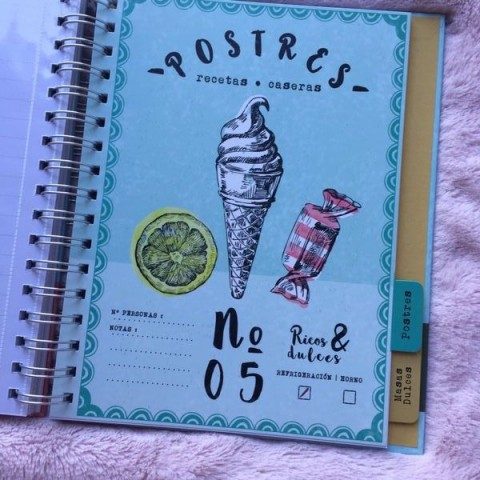 POSTRES
recetas • caseras
Nº PERSONAS :
NOTAS :
Nº
05
Ricos &
dulces
REFRIGERACIÓN | HORNO
Postres
Masas
Dulces